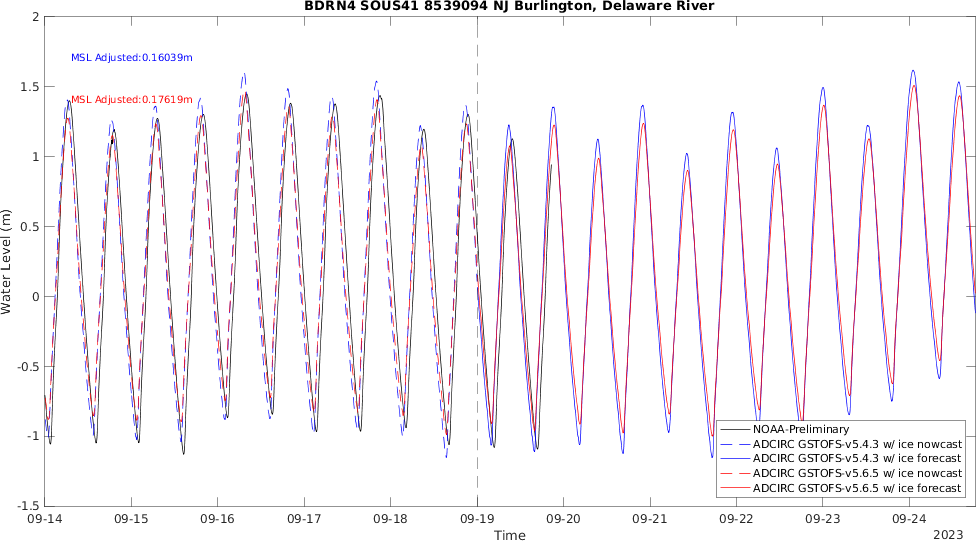 BDRN4 SOUS41 8539094 NJ Burlington, Delaware River
MSL Adjusted:0.16039m
MSL Adjusted:0.17619m
Water Level (m)
2
1.5
1
0.5
0
-0.5
-1
-1.5
NOAA-Preliminary
ADCIRC GSTOFS-v5.4.3 w/ ice nowcast
ADCIRC GSTOFS-v5.4.3 w/ ice forecast
ADCIRC GSTOFS-v5.6.5 w/ ice nowcast
ADCIRC GSTOFS-v5.6.5 w/ ice forecast
09-14 09-15 09-16 09-17 09-18 09-19 09-20 09-21 09-22 09-23 09-24
Time
2023